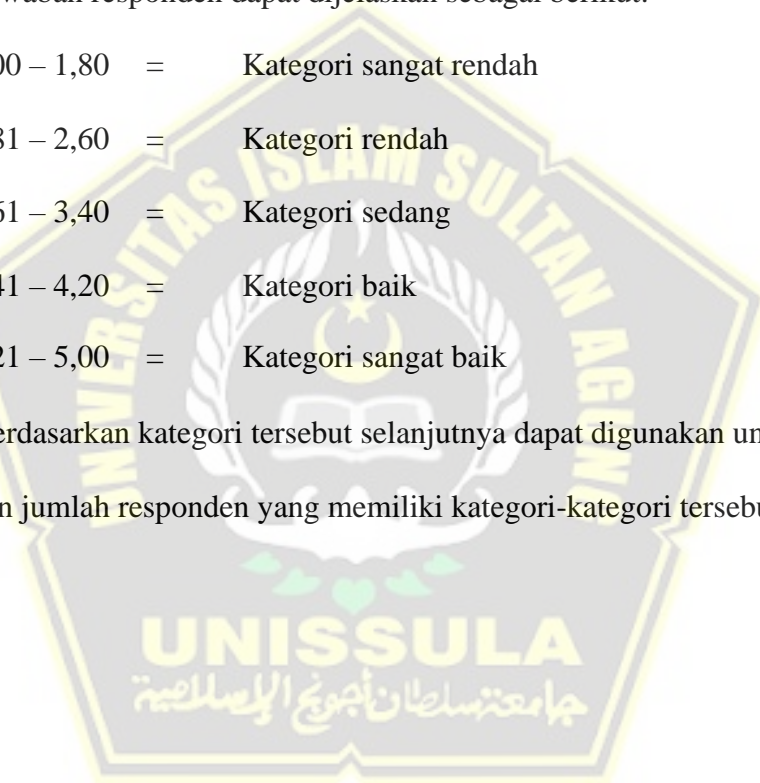 waban responden dapat dijelaskan sebagai berikut:
00 – 1,80 = Kategori sangat rendah
81 – 2,60 = Kategori rendah
61 – 3,40 = Kategori sedang
41 – 4,20 = Kategori baik
21 – 5,00 = Kategori sangat baik
erdasarkan kategori tersebut selanjutnya dapat digunakan un
n jumlah responden yang memiliki kategori-kategori tersebu
UNIVERSITAS ISLAM SULTAN AGUNG
UNISSULA
جامعتسلطان أجونج الإسلامية